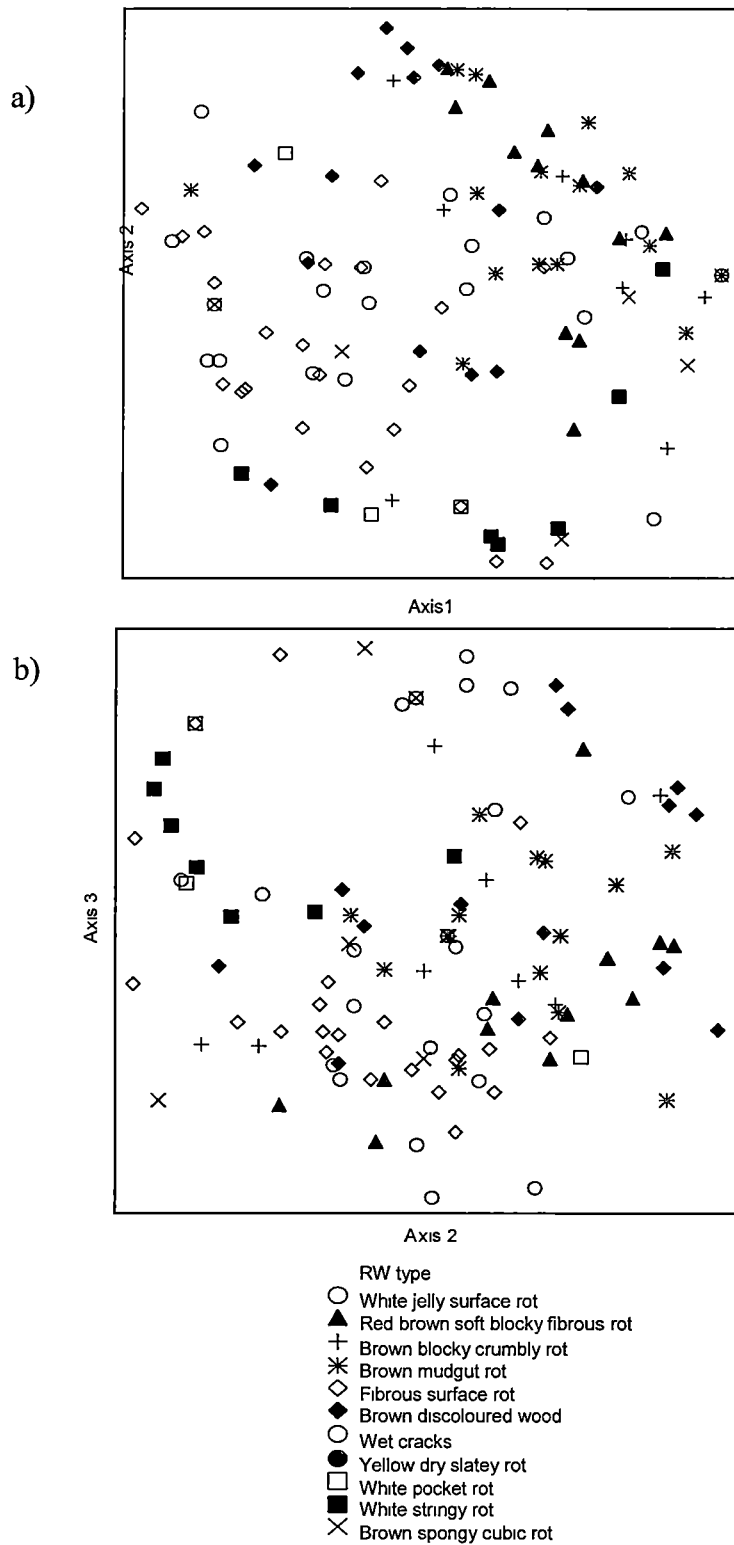 a)
Axis 2
Axis1
b)
Axis 3
Axis 2
RW type
White jelly surface rot
Red brown soft blocky fibrous rot
Brown blocky crumbly rot
Brown mudgut rot
Fibrous surface rot
Brown discoloured wood
Wet cracks
Yellow dry slatey rot
White pocket rot
White stringy rot
Brown spongy cubic rot